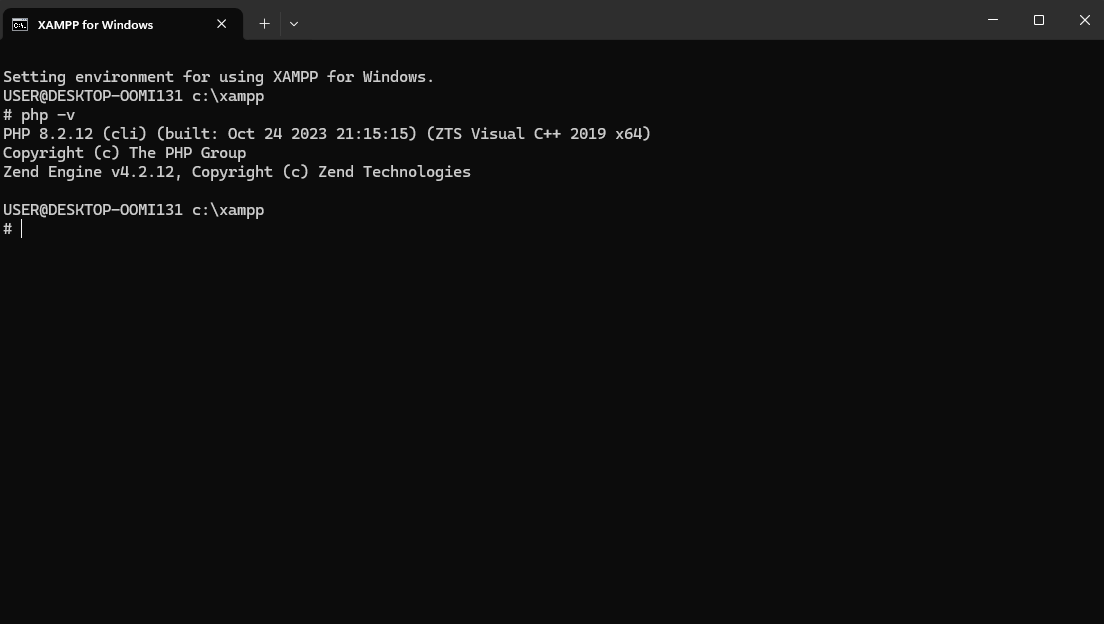 XAMPP for Windows
Setting environment for using XAMPP for Windows.
USER@DESKTOP-OOMI131 c:\xampp
# php -v
PHP 8.2.12 (cli) (built: Oct 24 2023 21:15:15) (ZTS Visual C++ 2019 x64)
Copyright (c) The PHP Group
Zend Engine v4.2.12, Copyright (c) Zend Technologies
USER@DESKTOP-OOMI131 c:\xampp
#